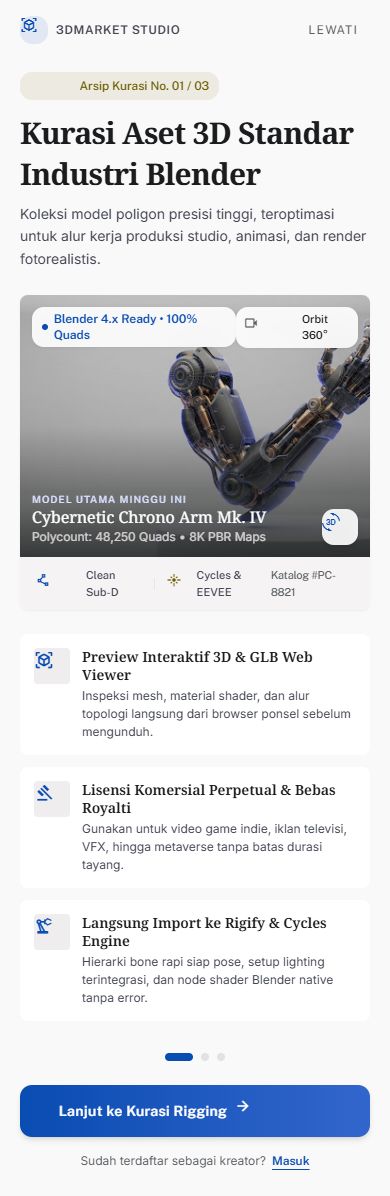 3DMARKET STUDIO
LEWATI
Arsip Kurasi No. 01 / 03
Kurasi Aset 3D Standar
Industri Blender
Koleksi model poligon presisi tinggi, teroptimasi
untuk alur kerja produksi studio, animasi, dan render
fotorealistis.
Blender 4.x Ready • 100%
Quads
Orbit
360°
MODEL UTAMA MINGGU INI
Cybernetic Chrono Arm Mk. IV
Polycount: 48,250 Quads • 8K PBR Maps
3D
Clean
Sub-D
Cycles &
EEVEE
Katalog #PC-
8821
Preview Interaktif 3D & GLB Web
Viewer
Inspeksi mesh, material shader, dan alur
topologi langsung dari browser ponsel sebelum
mengunduh.
Lisensi Komersial Perpetual & Bebas
Royalti
Gunakan untuk video game indie, iklan televisi,
VFX, hingga metaverse tanpa batas durasi
tayang.
Langsung Import ke Rigify & Cycles
Engine
Hierarki bone rapi siap pose, setup lighting
terintegrasi, dan node shader Blender native
tanpa error.
Lanjut ke Kurasi Rigging →
Sudah terdaftar sebagai kreator? Masuk